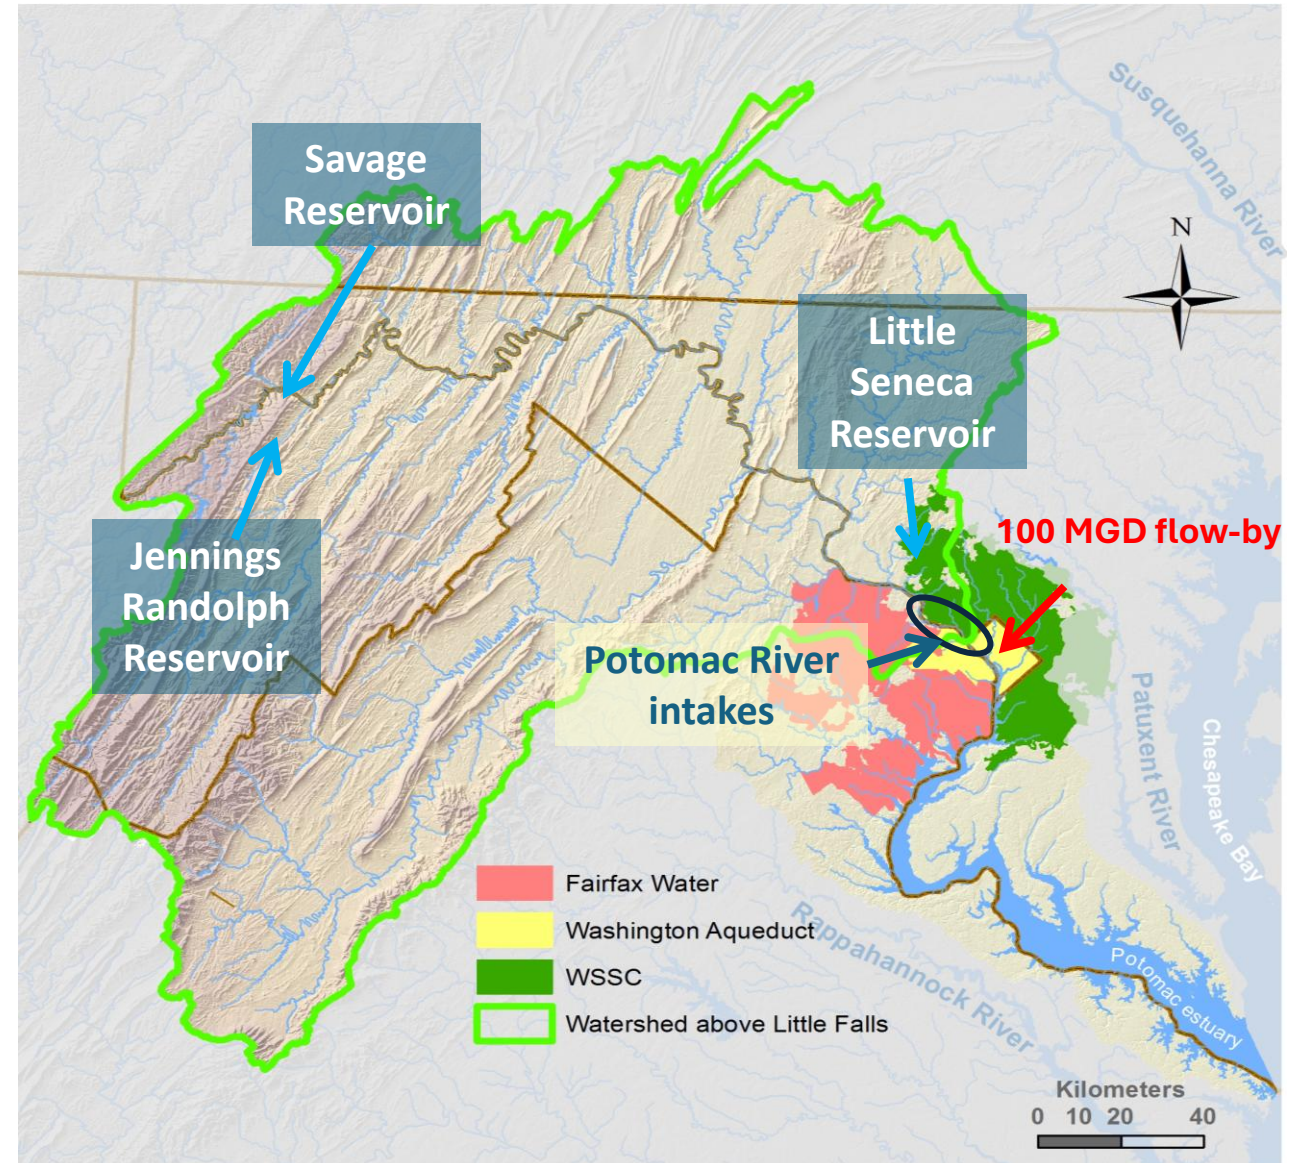 Susquehanna River
Savage
Reservoir
N
Little
Seneca
Reservoir
100 MGD flow-by
Jennings
Randolph
Reservoir
Potomac River
intakes
Patuxent River
Chesapeake Bay
Fairfax Water
Washington Aqueduct
WSSC
Watershed above Little Falls
Rappahannock River
Potomac estuary
Kilometers
0 10 20 40